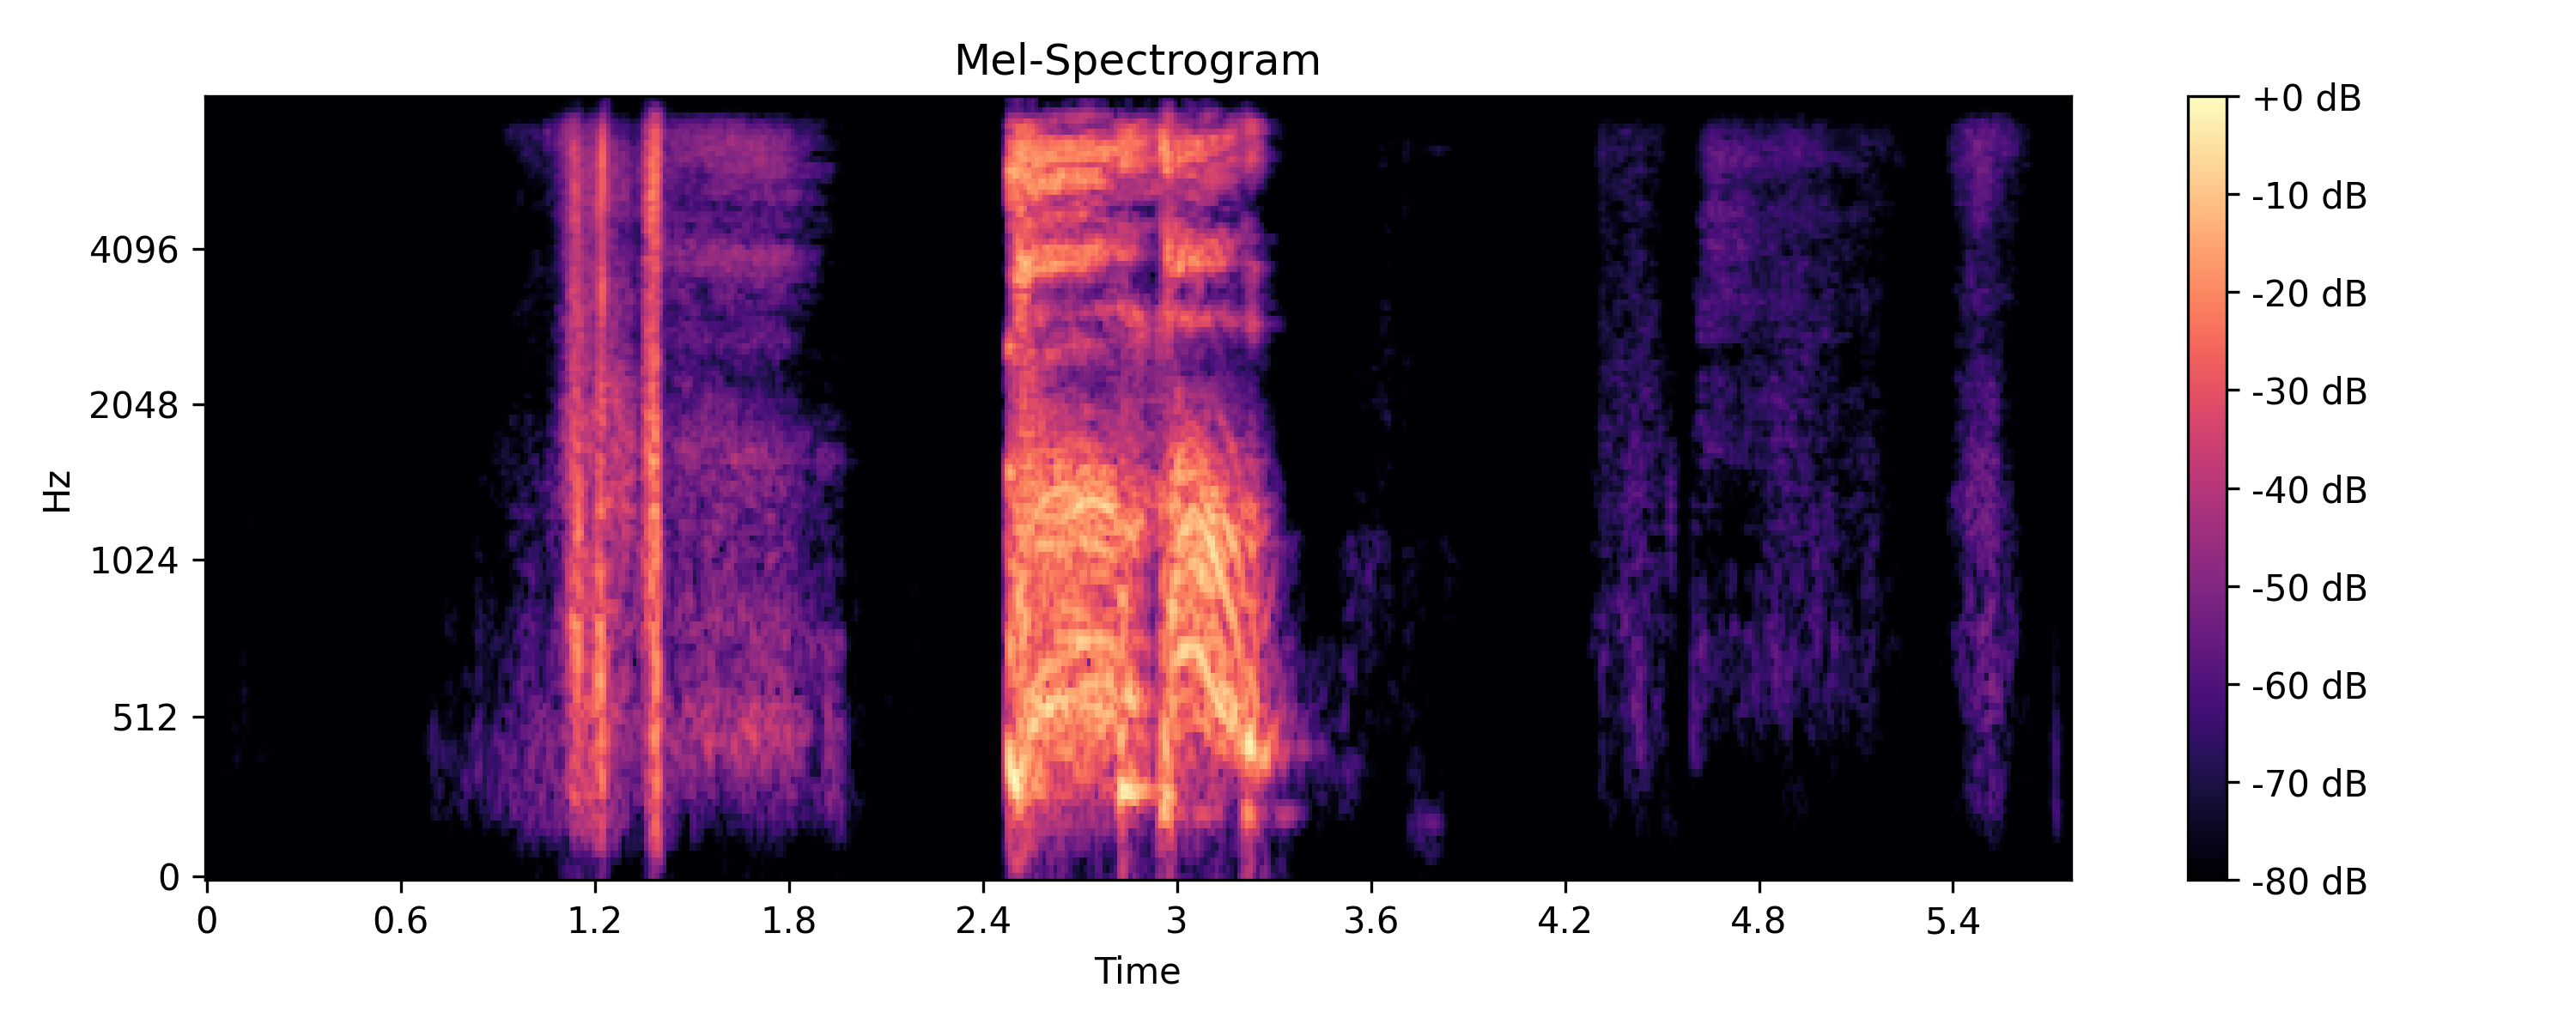 Mel-Spectrogram
Hz
4096
2048
1024
512
0
0 0.6 1.2 1.8 2.4 3 3.6 4.2 4.8 5.4
Time
+0 dB
-10 dB
-20 dB
-30 dB
-40 dB
-50 dB
-60 dB
-70 dB
-80 dB